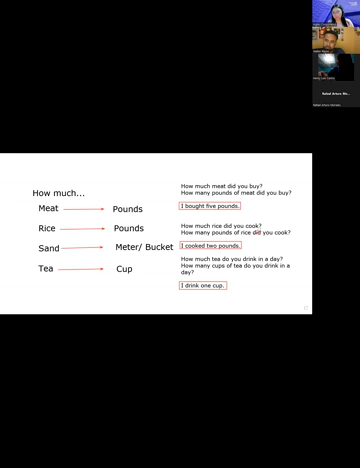 How much...
Meat
Pounds
Rice
Pounds
Sand
Meter/ Bucket
Tea
Cup
How much meat did you buy?
How many pounds of meat did you buy?
I bought five pounds.
How much rice did you cook?
How many pounds of rice did you cook?
I cooked two pounds.
How much tea do you drink in a day?
How many cups of tea do you drink in a
day?
I drink one cup.